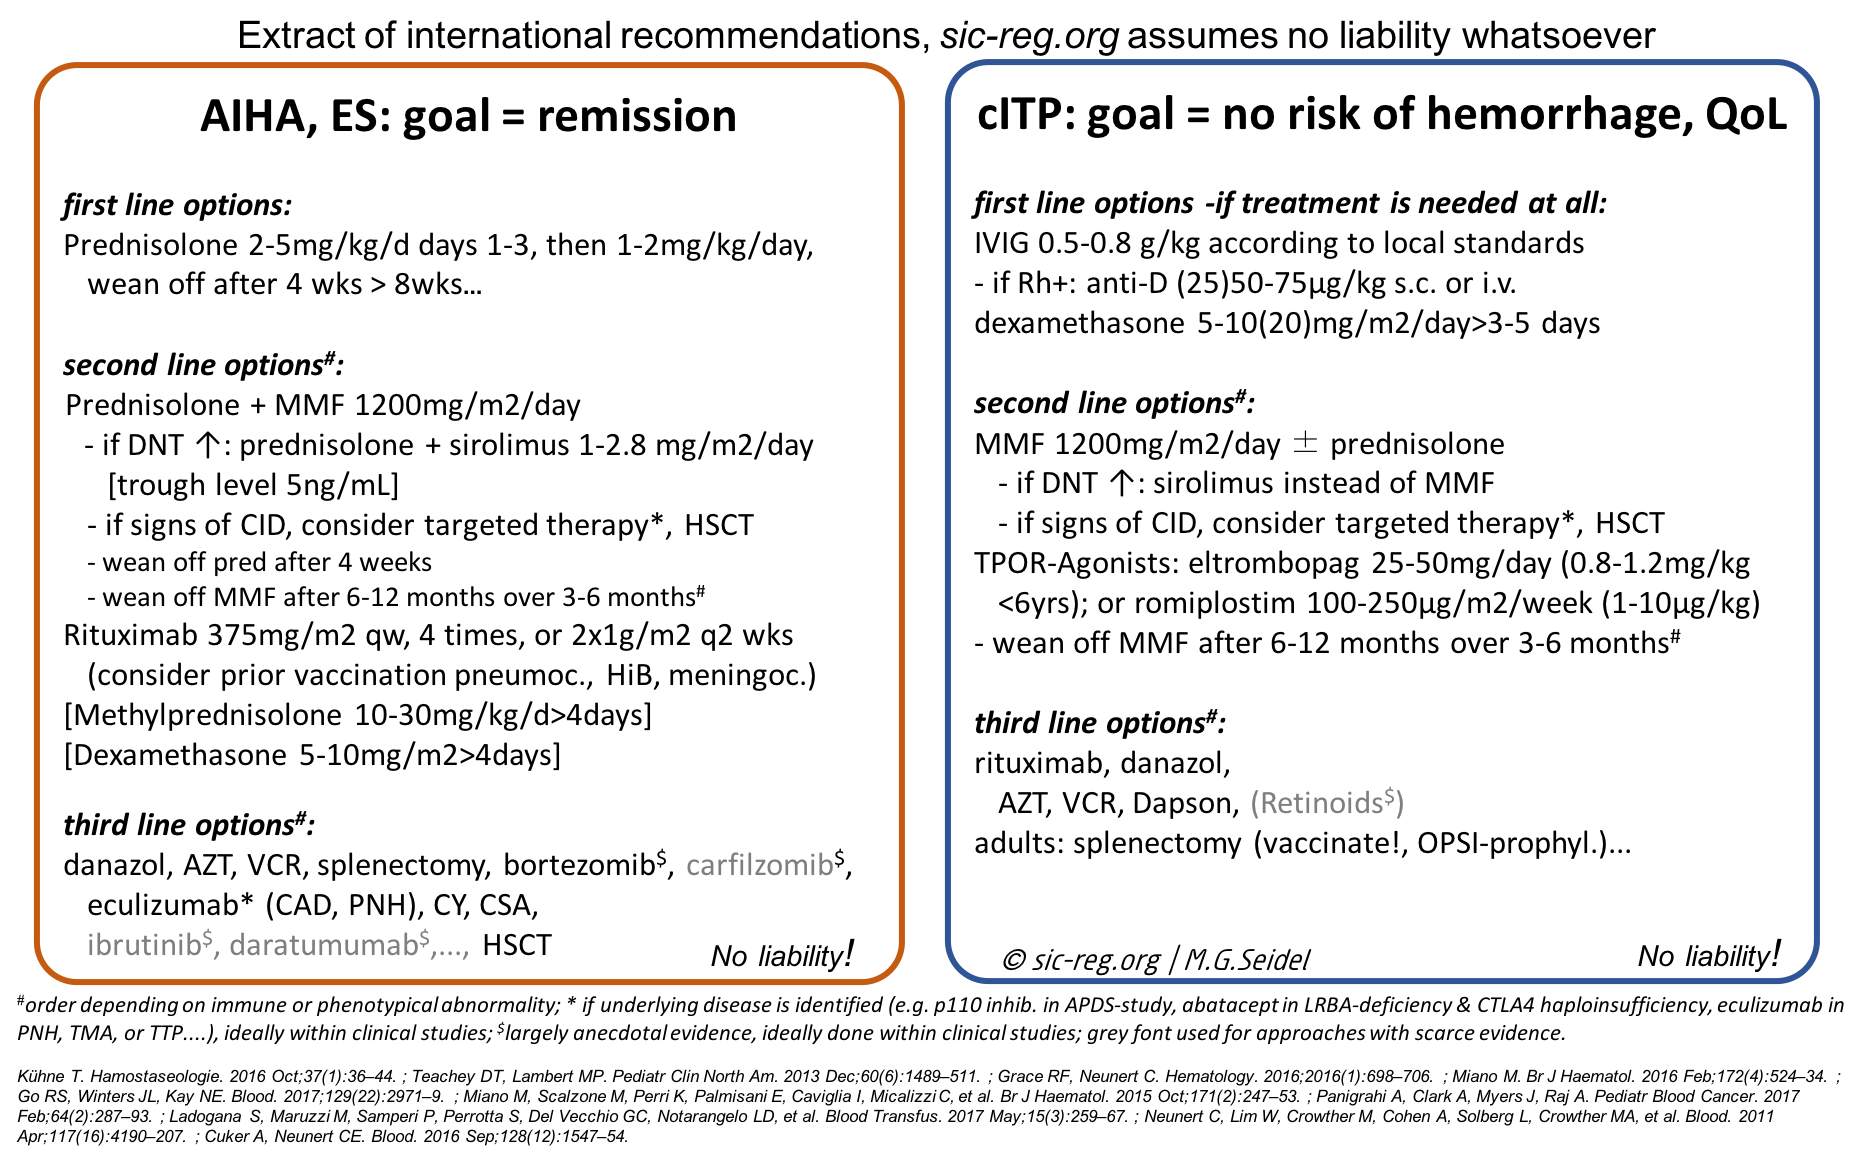 Extract of international recommendations, sic-reg.org assumes no liability whatsoever
AIHA, ES: goal = remission
first line options:
Prednisolone 2-5mg/kg/d days 1-3, then 1-2mg/kg/day,
wean off after 4 wks > 8wks...
second line options#:
Prednisolone + MMF 1200mg/m2/day
- if DNT ↑: prednisolone + sirolimus 1-2.8 mg/m2/day
[trough level 5ng/mL]
- if signs of CID, consider targeted therapy*, HSCT
- wean off pred after 4 weeks
- wean off MMF after 6-12 months over 3-6 months#
Rituximab 375mg/m2 qw, 4 times, or 2x1g/m2 q2 wks
(consider prior vaccination pneumoc., HiB, meningoc.)
[Methylprednisolone 10-30mg/kg/d>4days]
[Dexamethasone 5-10mg/m2>4days]
third line options#:
danazol, AZT, VCR, splenectomy, bortezomib$, carfilzomib$,
eculizumab* (CAD, PNH), CY, CSA,
ibrutinib$, daratumumab$,..., HSCT
No liability!
cITP: goal = no risk of hemorrhage, QoL
first line options -if treatment is needed at all:
IVIG 0.5-0.8 g/kg according to local standards
- if Rh+: anti-D (25)50-75µg/kg s.c. or i.v.
dexamethasone 5-10(20)mg/m2/day>3-5 days
second line options#:
MMF 1200mg/m2/day ± prednisolone
- if DNT ↑: sirolimus instead of MMF
- if signs of CID, consider targeted therapy*, HSCT
TPOR-Agonists: eltrombopag 25-50mg/day (0.8-1.2mg/kg
<6yrs); or romiplostim 100-250µg/m2/week (1-10µg/kg)
- wean off MMF after 6-12 months over 3-6 months#
third line options#:
rituximab, danazol,
AZT, VCR, Dapson, (Retinoids$)
adults: splenectomy (vaccinate!, OPSI-prophyl.)...
© sic-reg.org | M.G.Seidel
No liability!
#order depending on immune or phenotypical abnormality; * if underlying disease is identified (e.g. p110 inhib. in APDS-study, abatacept in LRBA-deficiency & CTLA4 haploinsufficiency, eculizumab in
PNH, TMA, or TTP....), ideally within clinical studies; $largely anecdotal evidence, ideally done within clinical studies; grey font used for approaches with scarce evidence.
Kühne T. Hamostaseologie. 2016 Oct;37(1):36–44. ; Teachey DT, Lambert MP. Pediatr Clin North Am. 2013 Dec;60(6):1489–511. ; Grace RF, Neunert C. Hematology. 2016;2016(1):698–706. ; Miano M. Br J Haematol. 2016 Feb;172(4):524–34. ;
Go RS, Winters JL, Kay NE. Blood. 2017;129(22):2971–9. ; Miano M, Scalzone M, Perri K, Palmisani E, Caviglia I, Micalizzi C, et al. Br J Haematol. 2015 Oct;171(2):247–53. ; Panigrahi A, Clark A, Myers J, Raj A. Pediatr Blood Cancer. 2017
Feb;64(2):287–93. ; Ladogana S, Maruzzi M, Samperi P, Perrotta S, Del Vecchio GC, Notarangelo LD, et al. Blood Transfus. 2017 May;15(3):259–67. ; Neunert C, Lim W, Crowther M, Cohen A, Solberg L, Crowther MA, et al. Blood. 2011
Apr;117(16):4190–207. ; Cuker A, Neunert CE. Blood. 2016 Sep;128(12):1547–54.